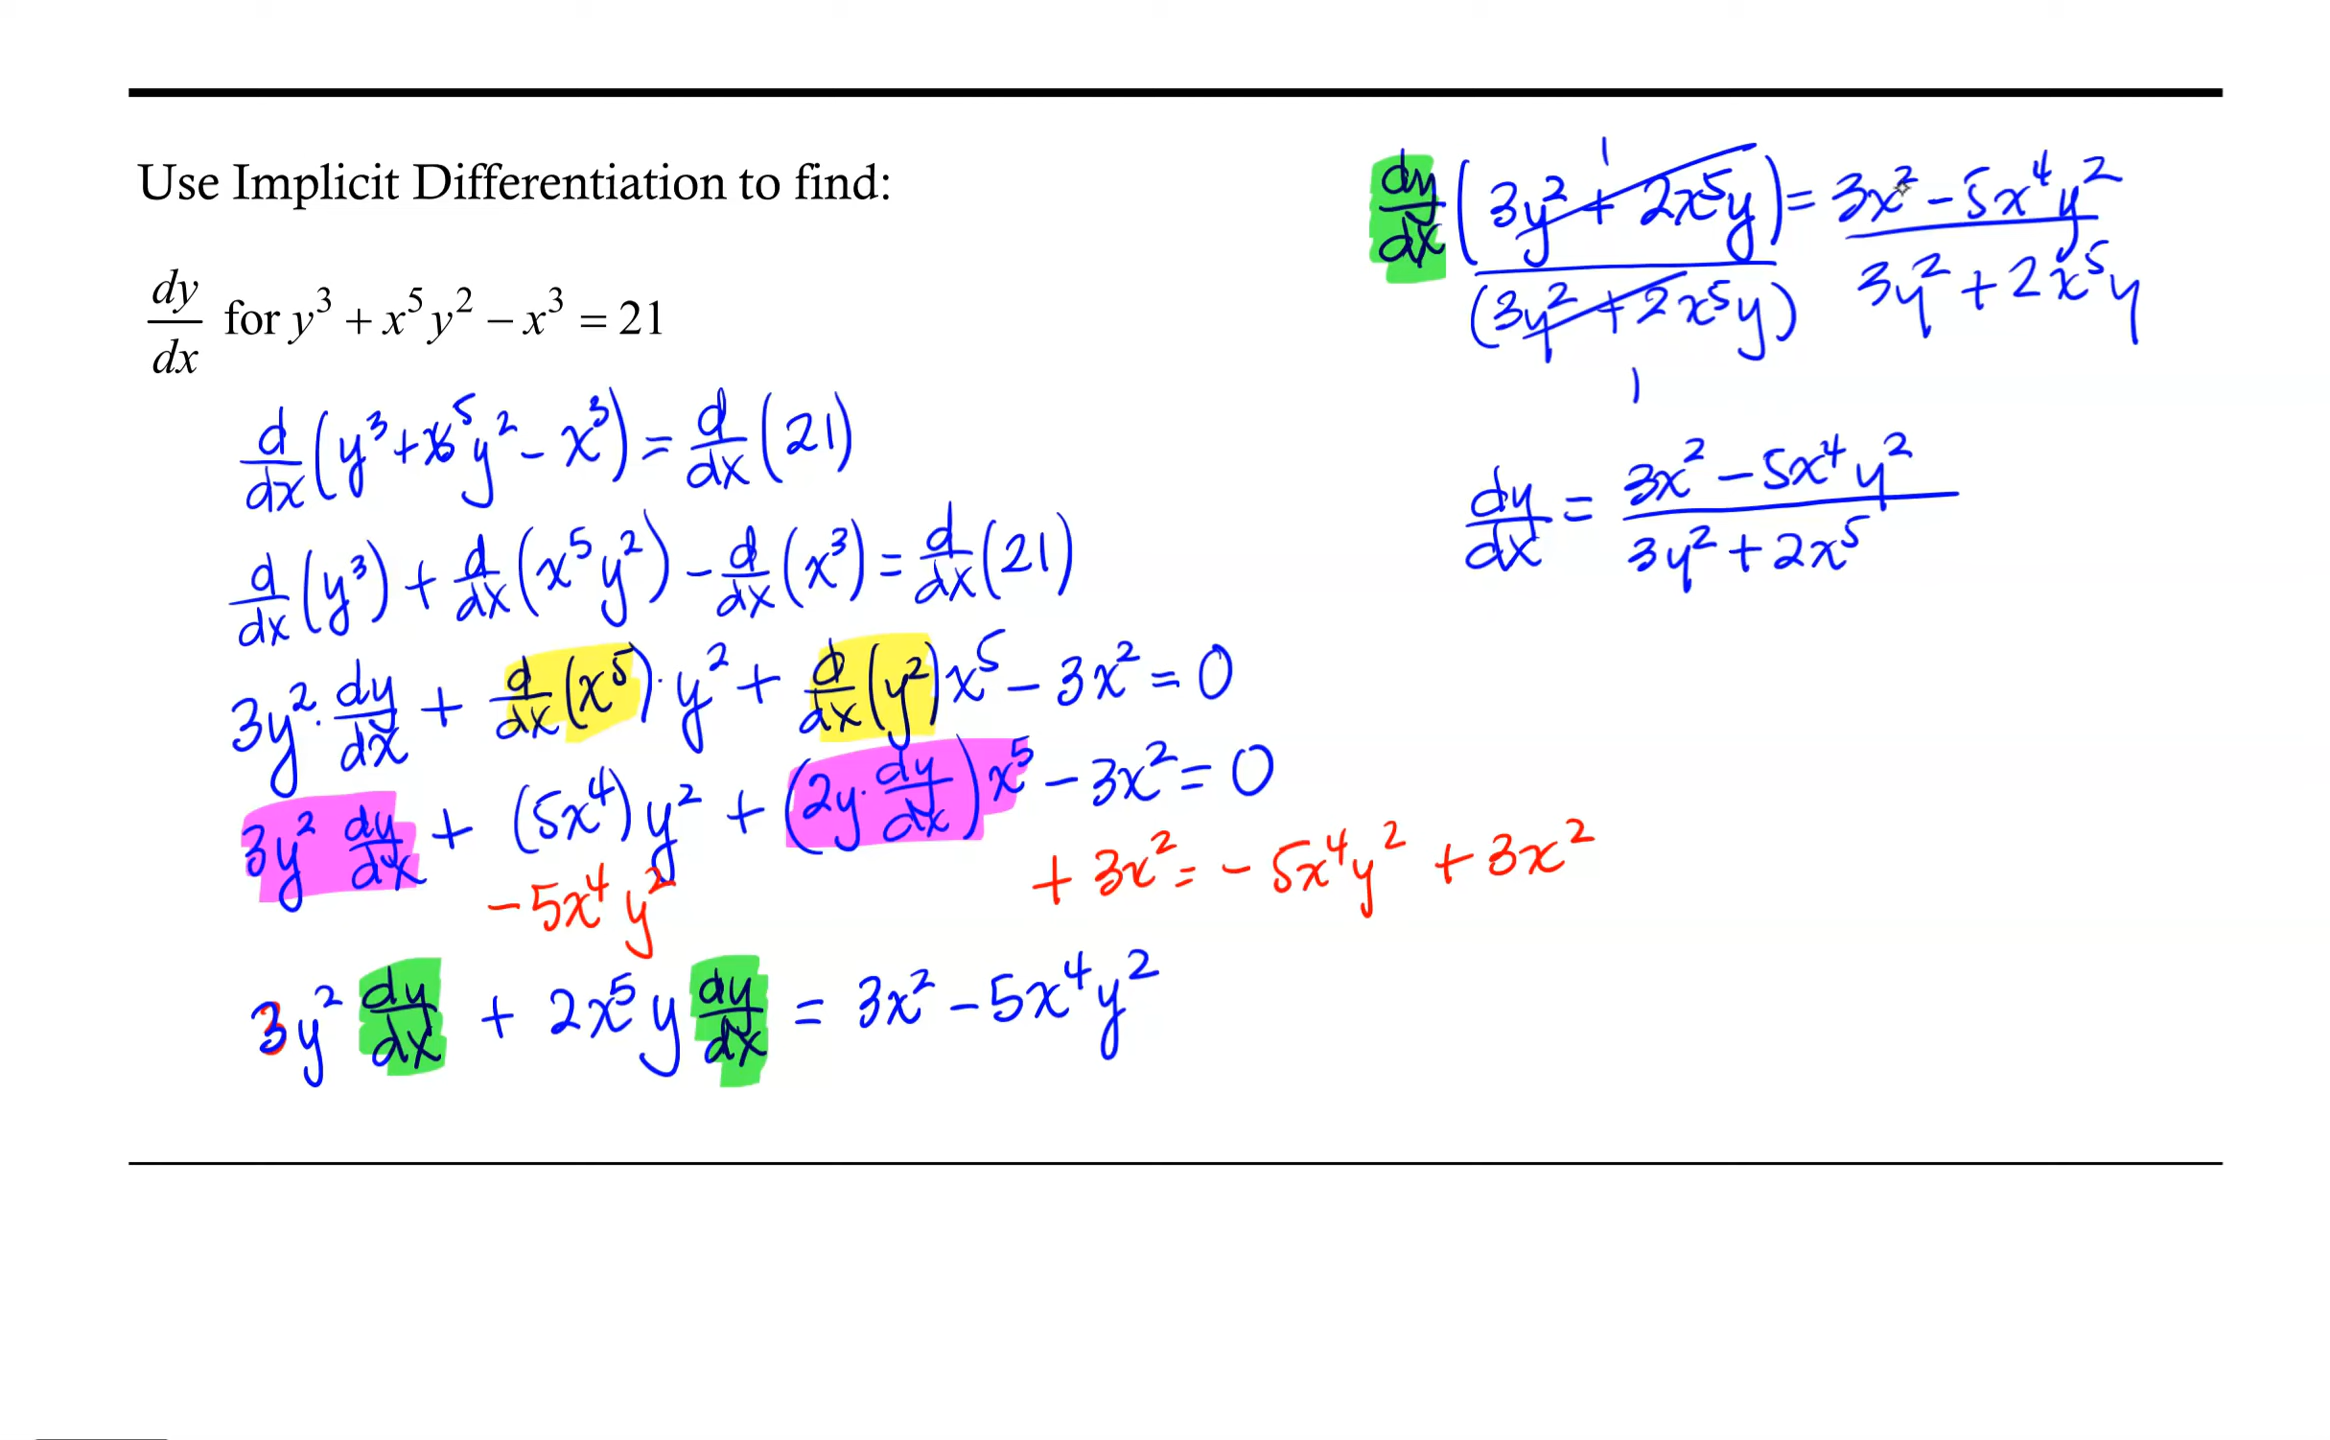 Use Implicit Differentiation to find:
dy/dx for y³ + x⁵y² − x³ = 21
d/dx (y³ + x⁵y² − x³) = d/dx (21)
d/dx (y³) + d/dx (x⁵y²) − d/dx (x³) = d/dx (21)
3y² · dy/dx + d/dx (x⁵) · y² + d/dx (y²) x⁵ − 3x² = 0
3y² dy/dx + (5x⁴) y² + (2y · dy/dx) x⁵ − 3x² = 0
− 5x⁴y² + 3x² = − 5x⁴y² + 3x²
3y² dy/dx + 2x⁵y dy/dx = 3x² − 5x⁴y²
1
dy/dx (3y² + 2x⁵y) / (3y² + 2x⁵y) = (3x² − 5x⁴y²) / (3y² + 2x⁵y)
1
dy/dx = (3x² − 5x⁴y²) / (3y² + 2x⁵)